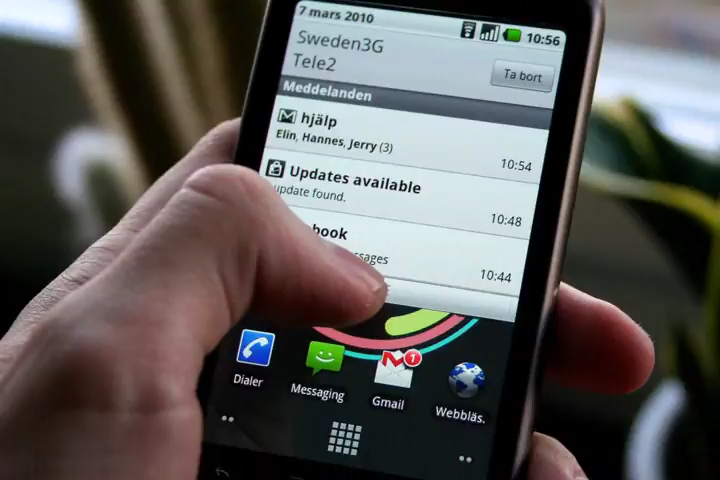 7 mars 2010
10:56
Sweden3G
Tele2
Ta bort
Meddelanden
hjälp
Elin, Hannes, Jerry (3)
10:54
Updates available
update found.
10:48
book
10:44
Dialer
Messaging
1
Gmail
Webbläs.